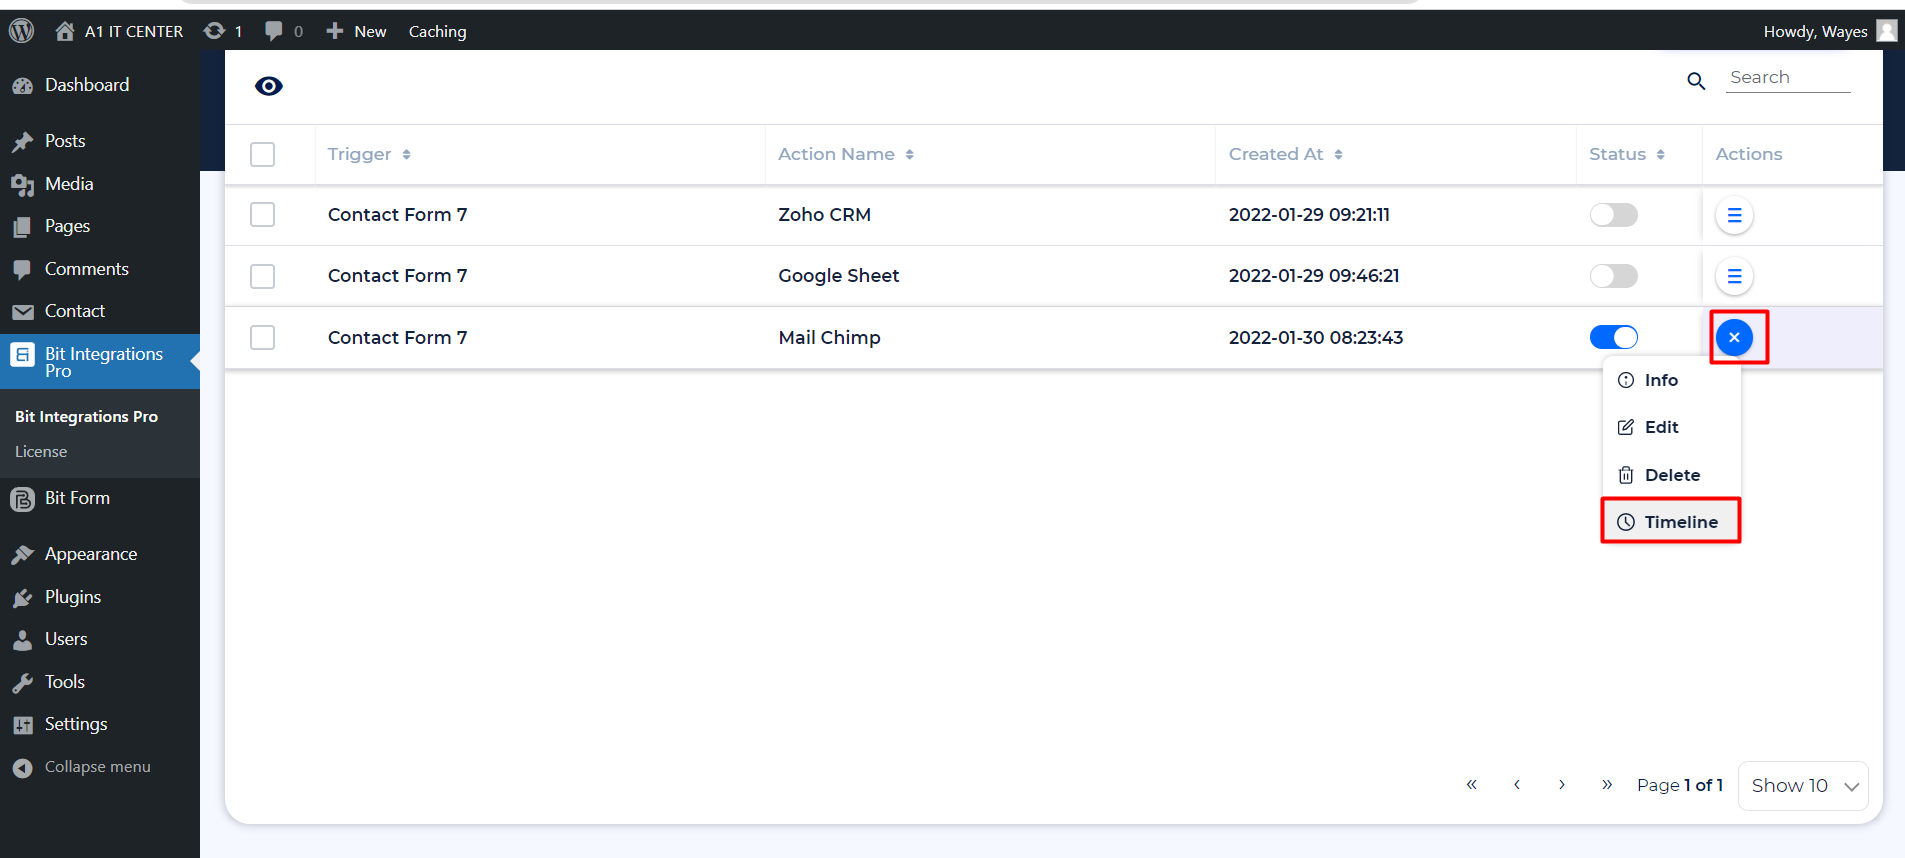 A1 IT CENTER 1 0 New Caching Howdy, Wayes
Dashboard
Posts
Media
Pages
Comments
Contact
Bit Integrations
Pro
Bit Integrations Pro
License
Bit Form
Appearance
Plugins
Users
Tools
Settings
Collapse menu
Search
Trigger Action Name Created At Status Actions
Contact Form 7 Zoho CRM 2022-01-29 09:21:11
Contact Form 7 Google Sheet 2022-01-29 09:46:21
Contact Form 7 Mail Chimp 2022-01-30 08:23:43
Info
Edit
Delete
Timeline
« ‹ › » Page 1 of 1 Show 10